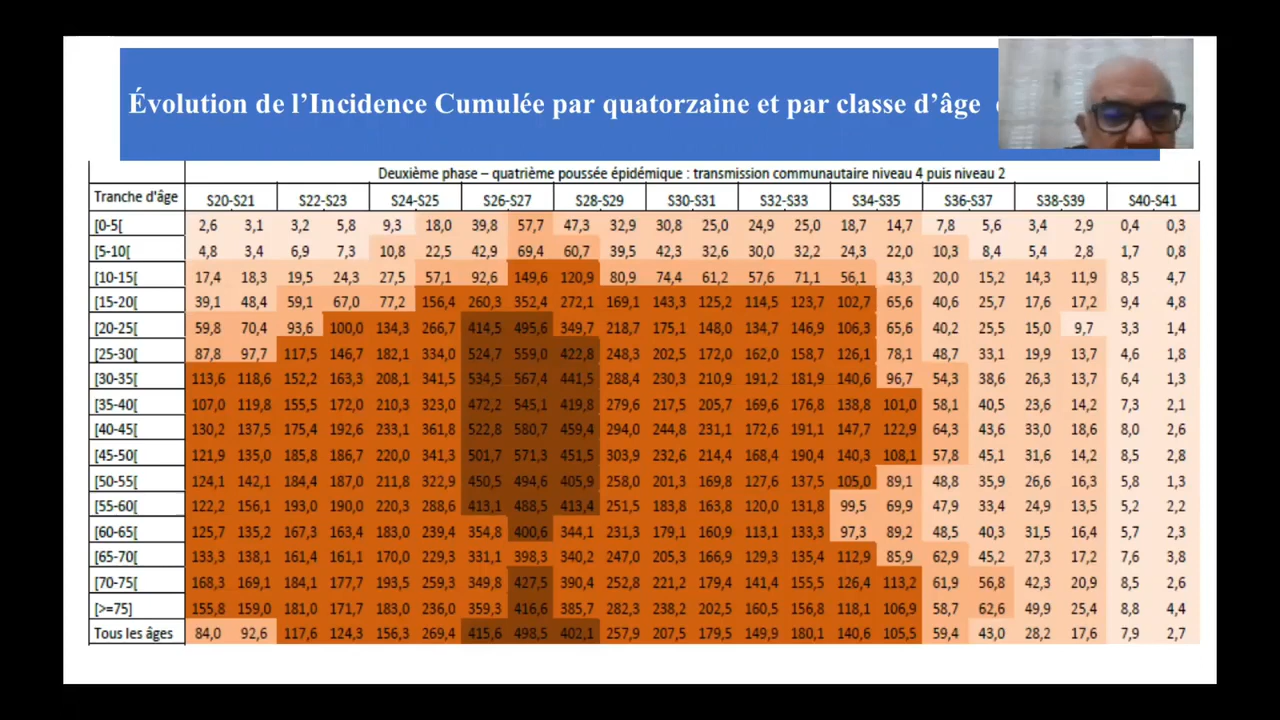 Évolution de l’Incidence Cumulée par quatorzaine et par classe d’âge
Deuxième phase – quatrième poussée épidémique : transmission communautaire niveau 4 puis niveau 2
Tranche d'âge S20-S21 S22-S23 S24-S25 S26-S27 S28-S29 S30-S31 S32-S33 S34-S35 S36-S37 S38-S39 S40-S41
[0-5[ 2,6 3,1 3,2 5,8 9,3 18,0 39,8 57,7 47,3 32,9 30,8 25,0 24,9 25,0 18,7 14,7 7,8 5,6 3,4 2,9 0,4 0,3
[5-10[ 4,8 3,4 6,9 7,3 10,8 22,5 42,9 69,4 60,7 39,5 42,3 32,6 30,0 32,2 24,3 22,0 10,3 8,4 5,4 2,8 1,7 0,8
[10-15[ 17,4 18,3 19,5 24,3 27,5 57,1 92,6 149,6 120,9 80,9 74,4 61,2 57,6 71,1 56,1 43,3 20,0 15,2 14,3 11,9 8,5 4,7
[15-20[ 39,1 48,4 59,1 67,0 77,2 156,4 260,3 352,4 272,1 169,1 143,3 125,2 114,5 123,7 102,7 65,6 40,6 25,7 17,6 17,2 9,4 4,8
[20-25[ 59,8 70,4 93,6 100,0 134,3 266,7 414,5 495,6 349,7 218,7 175,1 148,0 134,7 146,9 106,3 65,6 40,2 25,5 15,0 9,7 3,3 1,4
[25-30[ 87,8 97,7 117,5 146,7 182,1 334,0 524,7 559,0 422,8 248,3 202,5 172,0 162,0 158,7 126,1 78,1 48,7 33,1 19,9 13,7 4,6 1,8
[30-35[ 113,6 118,6 152,2 163,3 208,1 341,5 534,5 567,4 441,5 288,4 230,3 210,9 191,2 181,9 140,6 96,7 54,3 38,6 26,3 13,7 6,4 1,3
[35-40[ 107,0 119,8 155,5 172,0 210,3 323,0 472,2 545,1 419,8 279,6 217,5 205,7 169,6 176,8 138,8 101,0 58,1 40,5 23,6 14,2 7,3 2,1
[40-45[ 130,2 137,5 175,4 192,6 233,1 361,8 522,8 580,7 459,4 294,0 244,8 231,1 172,6 191,1 147,7 122,9 64,3 43,6 33,0 18,6 8,0 2,6
[45-50[ 121,9 135,0 185,8 186,7 220,0 341,3 501,7 571,3 451,5 303,9 232,6 214,4 168,4 190,4 140,3 108,1 57,8 45,1 31,6 14,2 8,5 2,8
[50-55[ 124,1 142,1 184,4 187,0 211,8 322,9 450,5 494,6 405,9 258,0 201,3 169,8 127,6 137,5 105,0 89,1 48,8 35,9 26,6 16,3 5,8 1,3
[55-60[ 122,2 156,1 193,0 190,0 220,3 288,6 413,1 488,5 413,4 251,5 183,8 163,8 120,0 131,8 99,5 69,9 47,9 33,4 24,9 13,5 5,2 2,2
[60-65[ 125,7 135,2 167,3 163,4 183,0 239,4 354,8 400,6 344,1 231,3 179,1 160,9 113,1 133,3 97,3 89,2 48,5 40,3 31,5 16,4 5,7 2,3
[65-70[ 133,3 138,1 161,4 161,1 170,0 229,3 331,1 398,3 340,2 247,0 205,3 166,9 129,3 135,4 112,9 85,9 62,9 45,2 27,3 17,2 7,6 3,8
[70-75[ 168,3 169,1 184,1 177,7 193,5 259,3 349,8 427,5 390,4 252,8 221,2 179,4 141,4 155,5 126,4 113,2 61,9 56,8 42,3 20,9 8,5 2,6
[>=75] 155,8 159,0 181,0 171,7 183,0 236,0 359,3 416,6 385,7 282,3 238,2 202,5 160,5 156,8 118,1 106,9 58,7 62,6 49,9 25,4 8,8 4,4
Tous les âges 84,0 92,6 117,6 124,3 156,3 269,4 415,6 498,5 402,1 257,9 207,5 179,5 149,9 180,1 140,6 105,5 59,4 43,0 28,2 17,6 7,9 2,7